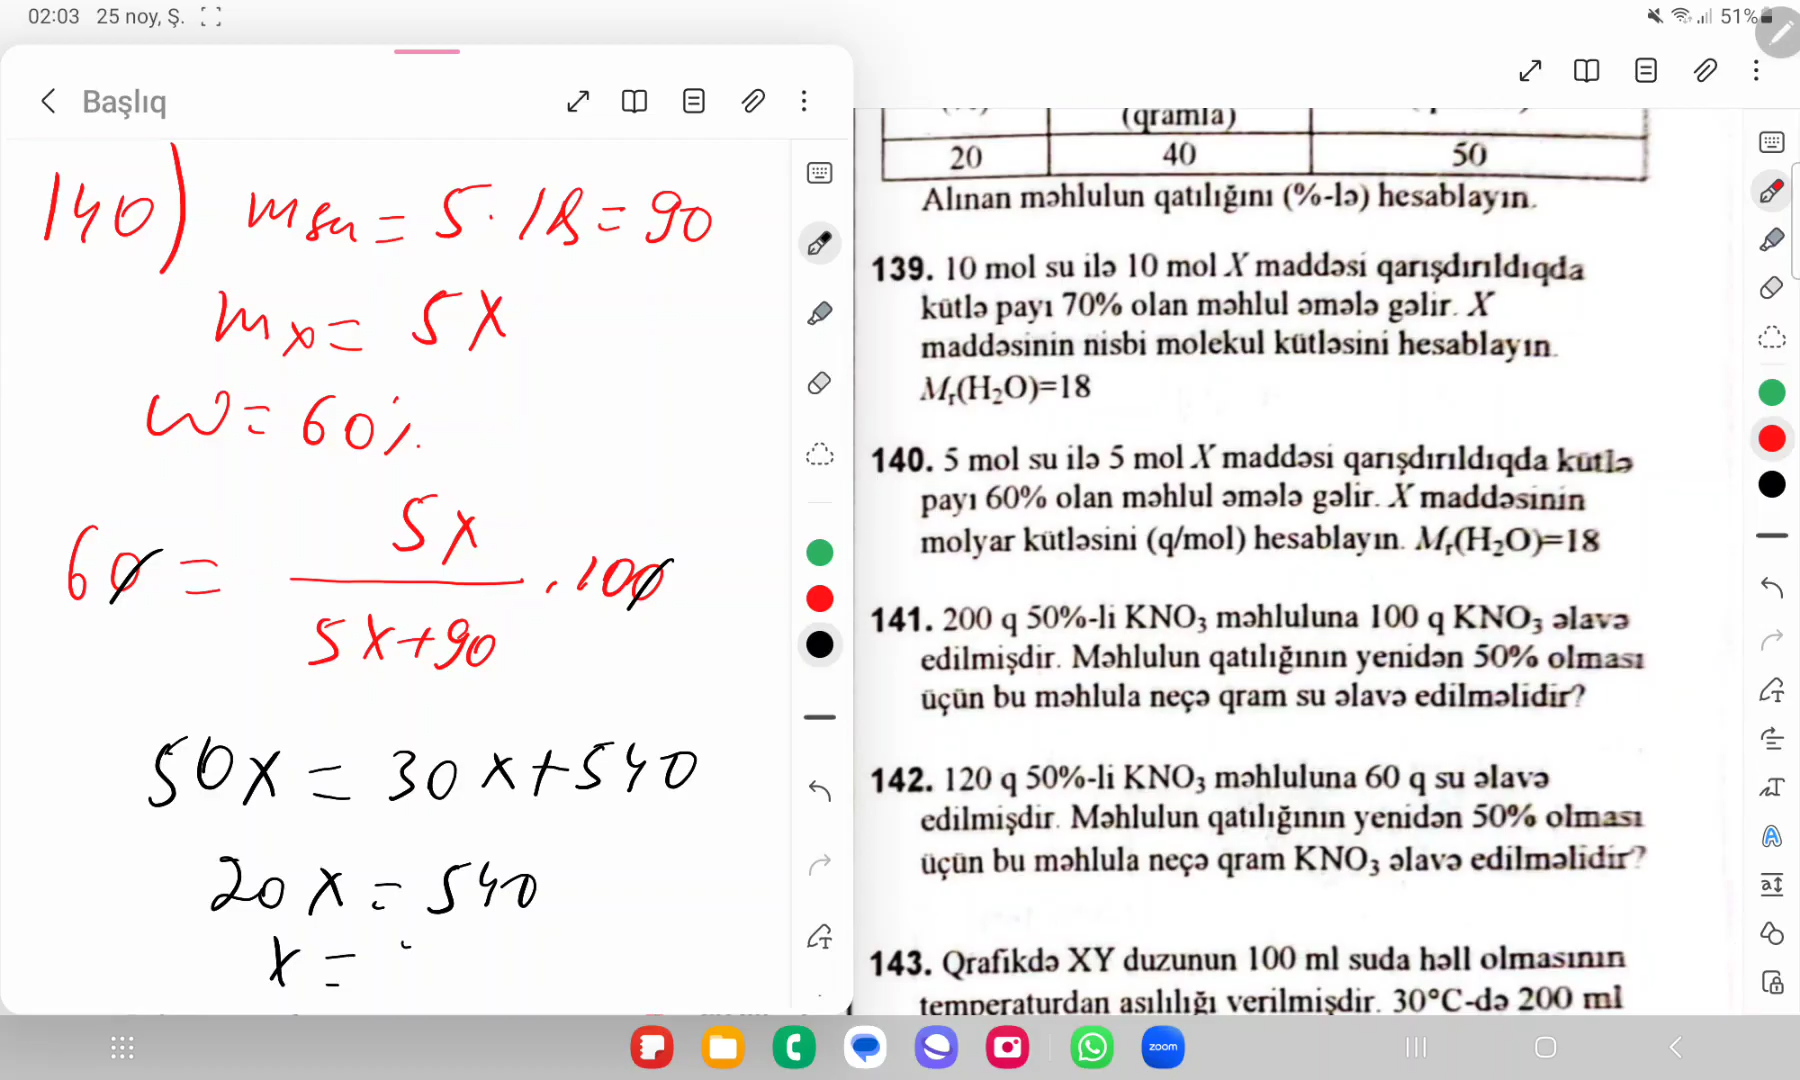 02:03 25 noy, Ş.
51%
Başlıq
140) msu = 5 · 18 = 90
mx = 5x
w = 60%
60 = 5x / 5x+90 · 100
50x = 30x + 540
20x = 540
x =
(qramla)
20 40 50
Alınan məhlulun qatılığını (%-lə) hesablayın.
139. 10 mol su ilə 10 mol X maddəsi qarışdırıldıqda
kütlə payı 70% olan məhlul əmələ gəlir. X
maddəsinin nisbi molekul kütləsini hesablayın.
Mr(H₂O)=18
140. 5 mol su ilə 5 mol X maddəsi qarışdırıldıqda kütlə
payı 60% olan məhlul əmələ gəlir. X maddəsinin
molyar kütləsini (q/mol) hesablayın. Mr(H₂O)=18
141. 200 q 50%-li KNO₃ məhluluna 100 q KNO₃ əlavə
edilmişdir. Məhlulun qatılığının yenidən 50% olması
üçün bu məhlula neçə qram su əlavə edilməlidir?
142. 120 q 50%-li KNO₃ məhluluna 60 q su əlavə
edilmişdir. Məhlulun qatılığının yenidən 50% olması
üçün bu məhlula neçə qram KNO₃ əlavə edilməlidir?
143. Qrafikdə XY duzunun 100 ml suda həll olmasının
temperaturdan asılılığı verilmişdir. 30°C-də 200 ml
zoom